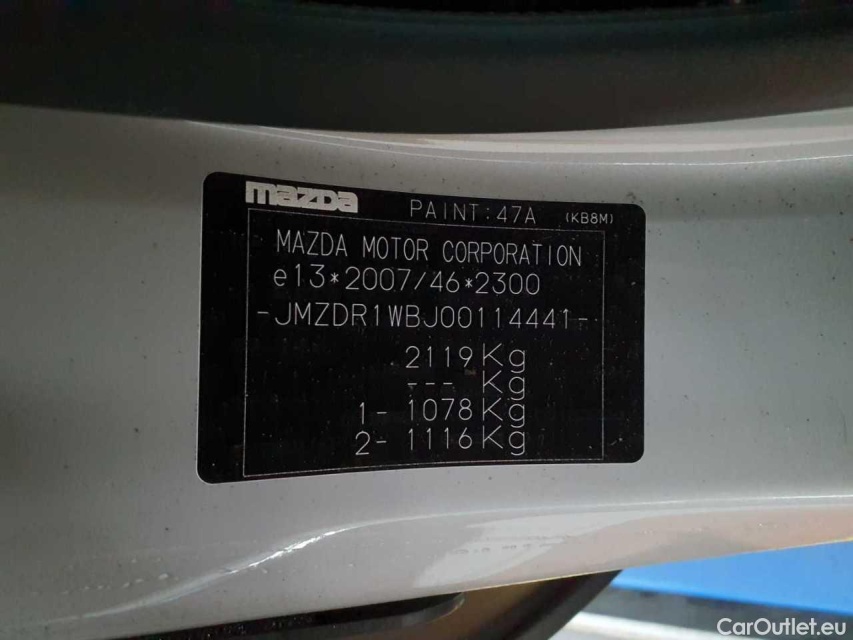 mazda PAINT:47A (KB8M)
MAZDA MOTOR CORPORATION
e13*2007/46*2300
-JMZDR1WBJ00114441-
2119 Kg
--- Kg
1- 1078 Kg
2- 1116 Kg
CarOutlet.eu